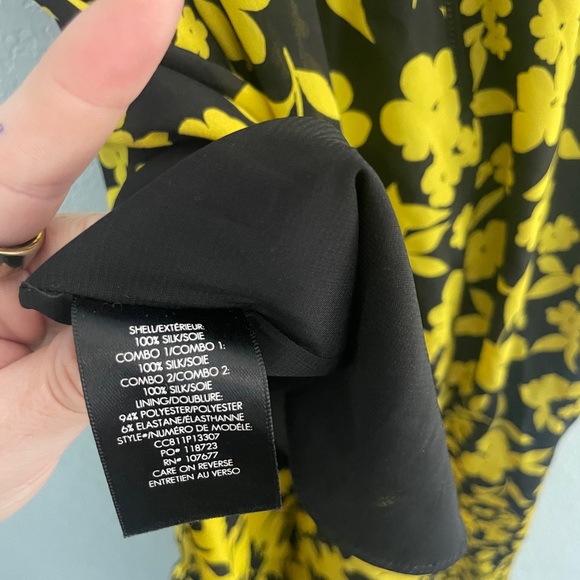 SHELL/EXTÉRIEUR:
100% SILK/SOIE
COMBO 1/COMBO 1:
100% SILK/SOIE
COMBO 2/COMBO 2:
100% SILK/SOIE
LINING/DOUBLURE:
94% POLYESTER/POLYESTER
6% ELASTANE/ÉLASTHANNE
STYLE#/NUMÉRO DE MODÈLE:
CC811P13307
PO# 118723
RN# 107677
CARE ON REVERSE
ENTRETIEN AU VERSO